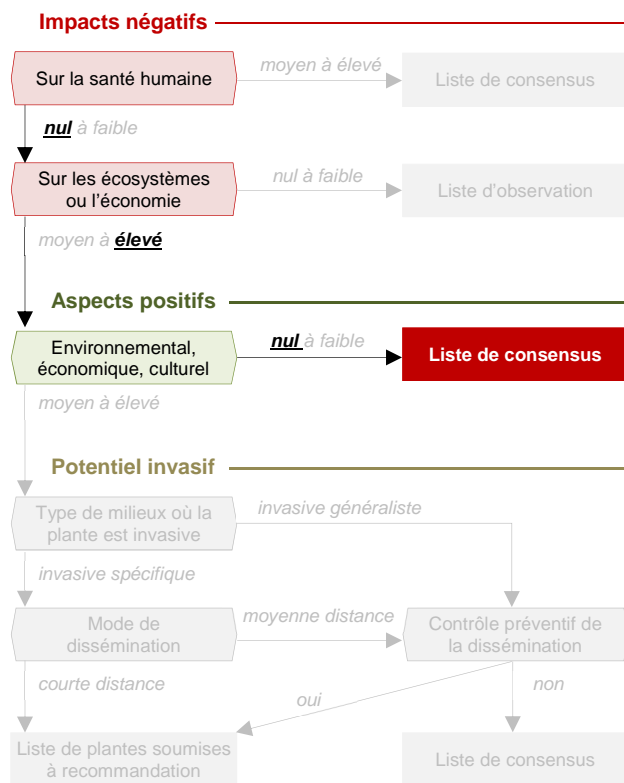 Impacts négatifs
Sur la santé humaine
moyen à élevé
Liste de consensus
nul à faible
Sur les écosystèmes
ou l'économie
nul à faible
Liste d'observation
moyen à élevé
Aspects positifs
Environnemental,
économique, culturel
nul à faible
Liste de consensus
moyen à élevé
Potentiel invasif
Type de milieux où la
plante est invasive
invasive généraliste
invasive spécifique
Mode de
dissémination
moyenne distance
Contrôle préventif de
la dissémination
courte distance
oui
non
Liste de plantes soumises
à recommandation
Liste de consensus